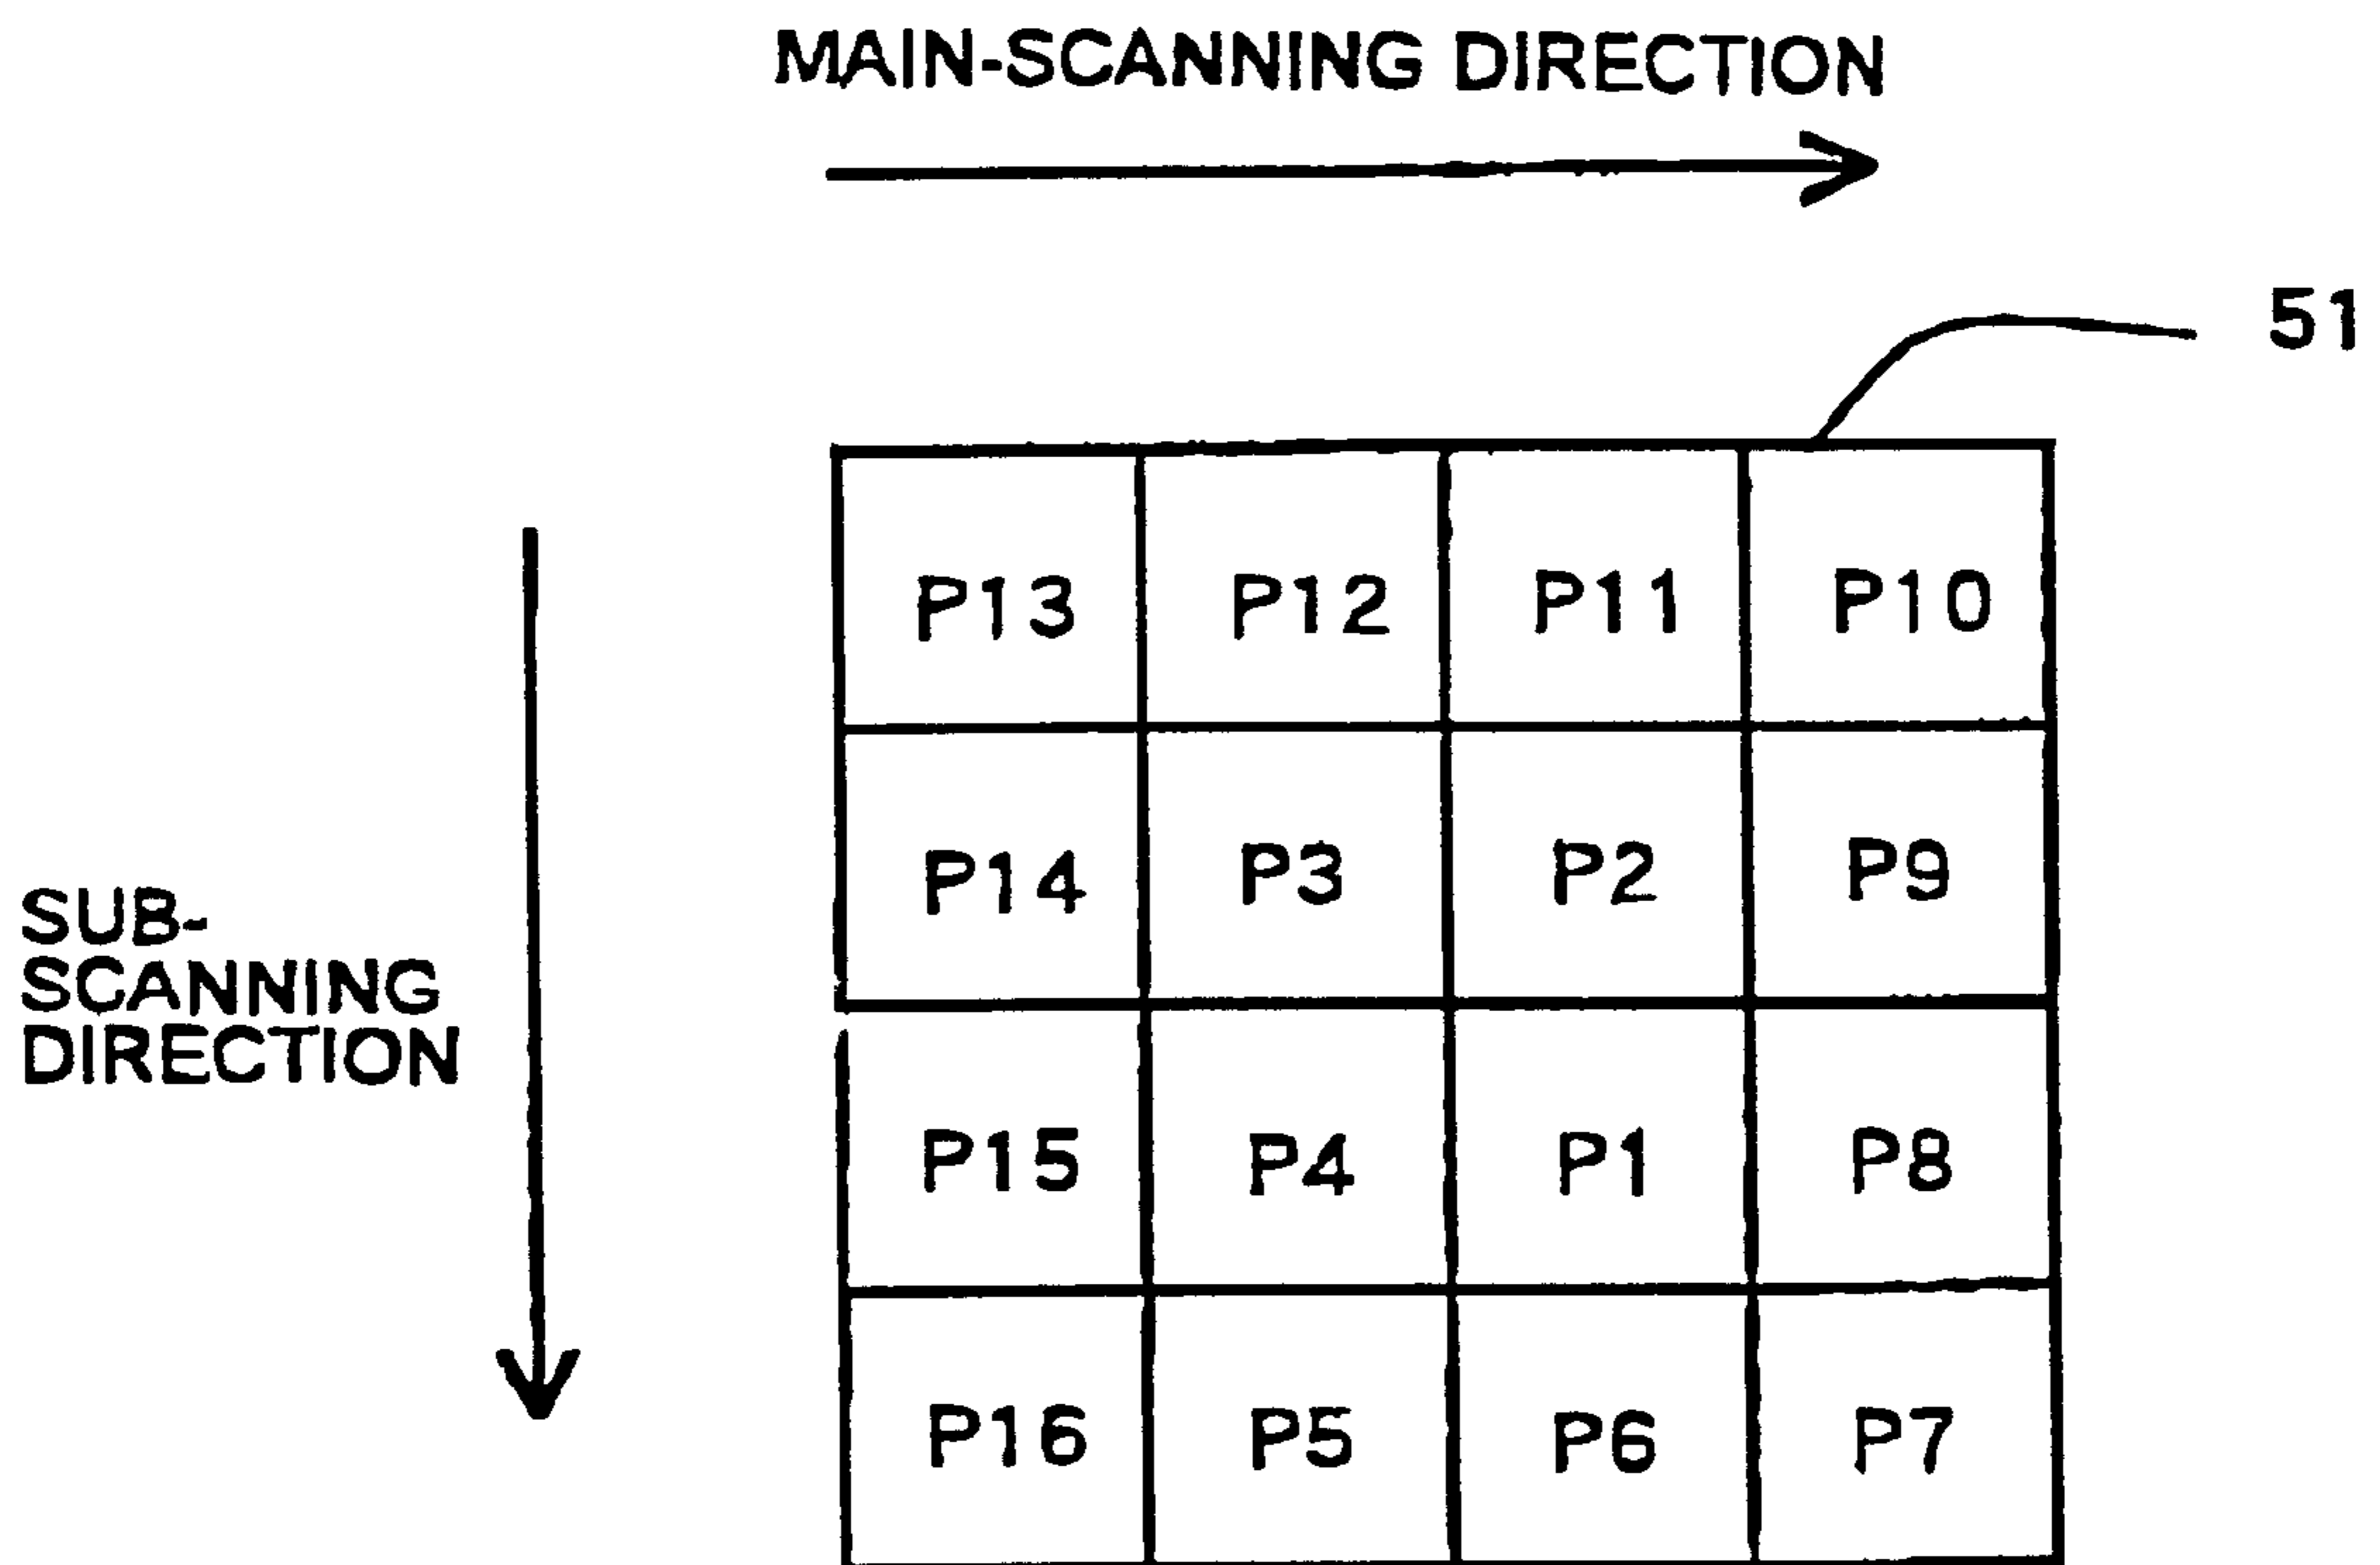 MAIN-SCANNING DIRECTION
51
P13 P12 P11 P10
P14 P3 P2 P9
SUB-
SCANNING
DIRECTION
P15 P4 P1 P8
P16 P5 P6 P7